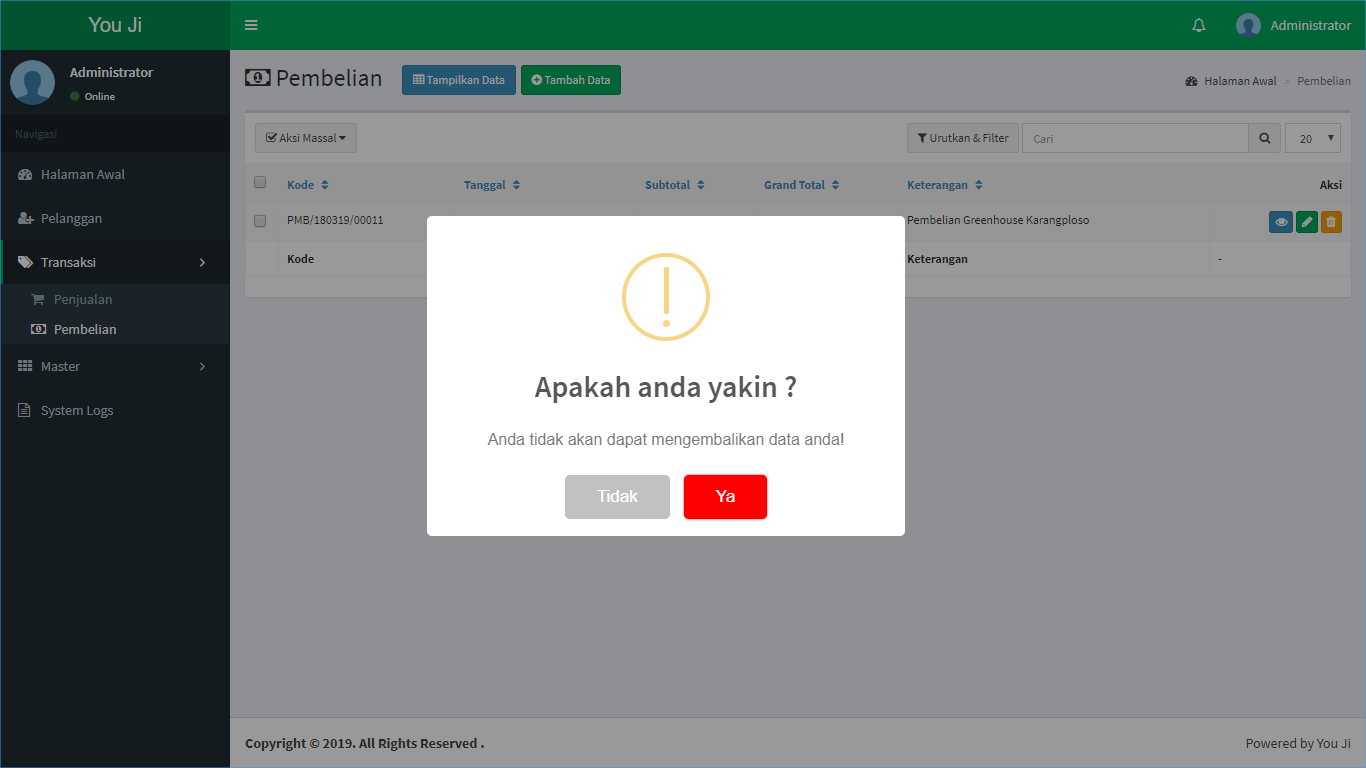 You Ji
Administrator
Administrator
Online
Navigasi
Halaman Awal
Pelanggan
Transaksi
Penjualan
Pembelian
Master
System Logs
Pembelian
Tampilkan Data
Tambah Data
Halaman Awal > Pembelian
Aksi Massal
Urutkan & Filter
Cari
20
Kode Tanggal Subtotal Grand Total Keterangan Aksi
PMB/180319/00011 Pembelian Greenhouse Karangploso
Kode Keterangan -
Apakah anda yakin ?
Anda tidak akan dapat mengembalikan data anda!
Tidak Ya
Copyright © 2019. All Rights Reserved .
Powered by You Ji